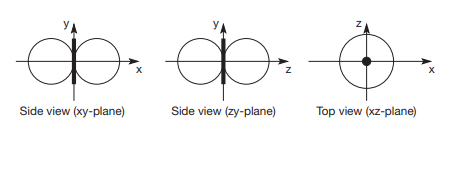 y
x
Side view (xy-plane)
y
z
Side view (zy-plane)
z
x
Top view (xz-plane)